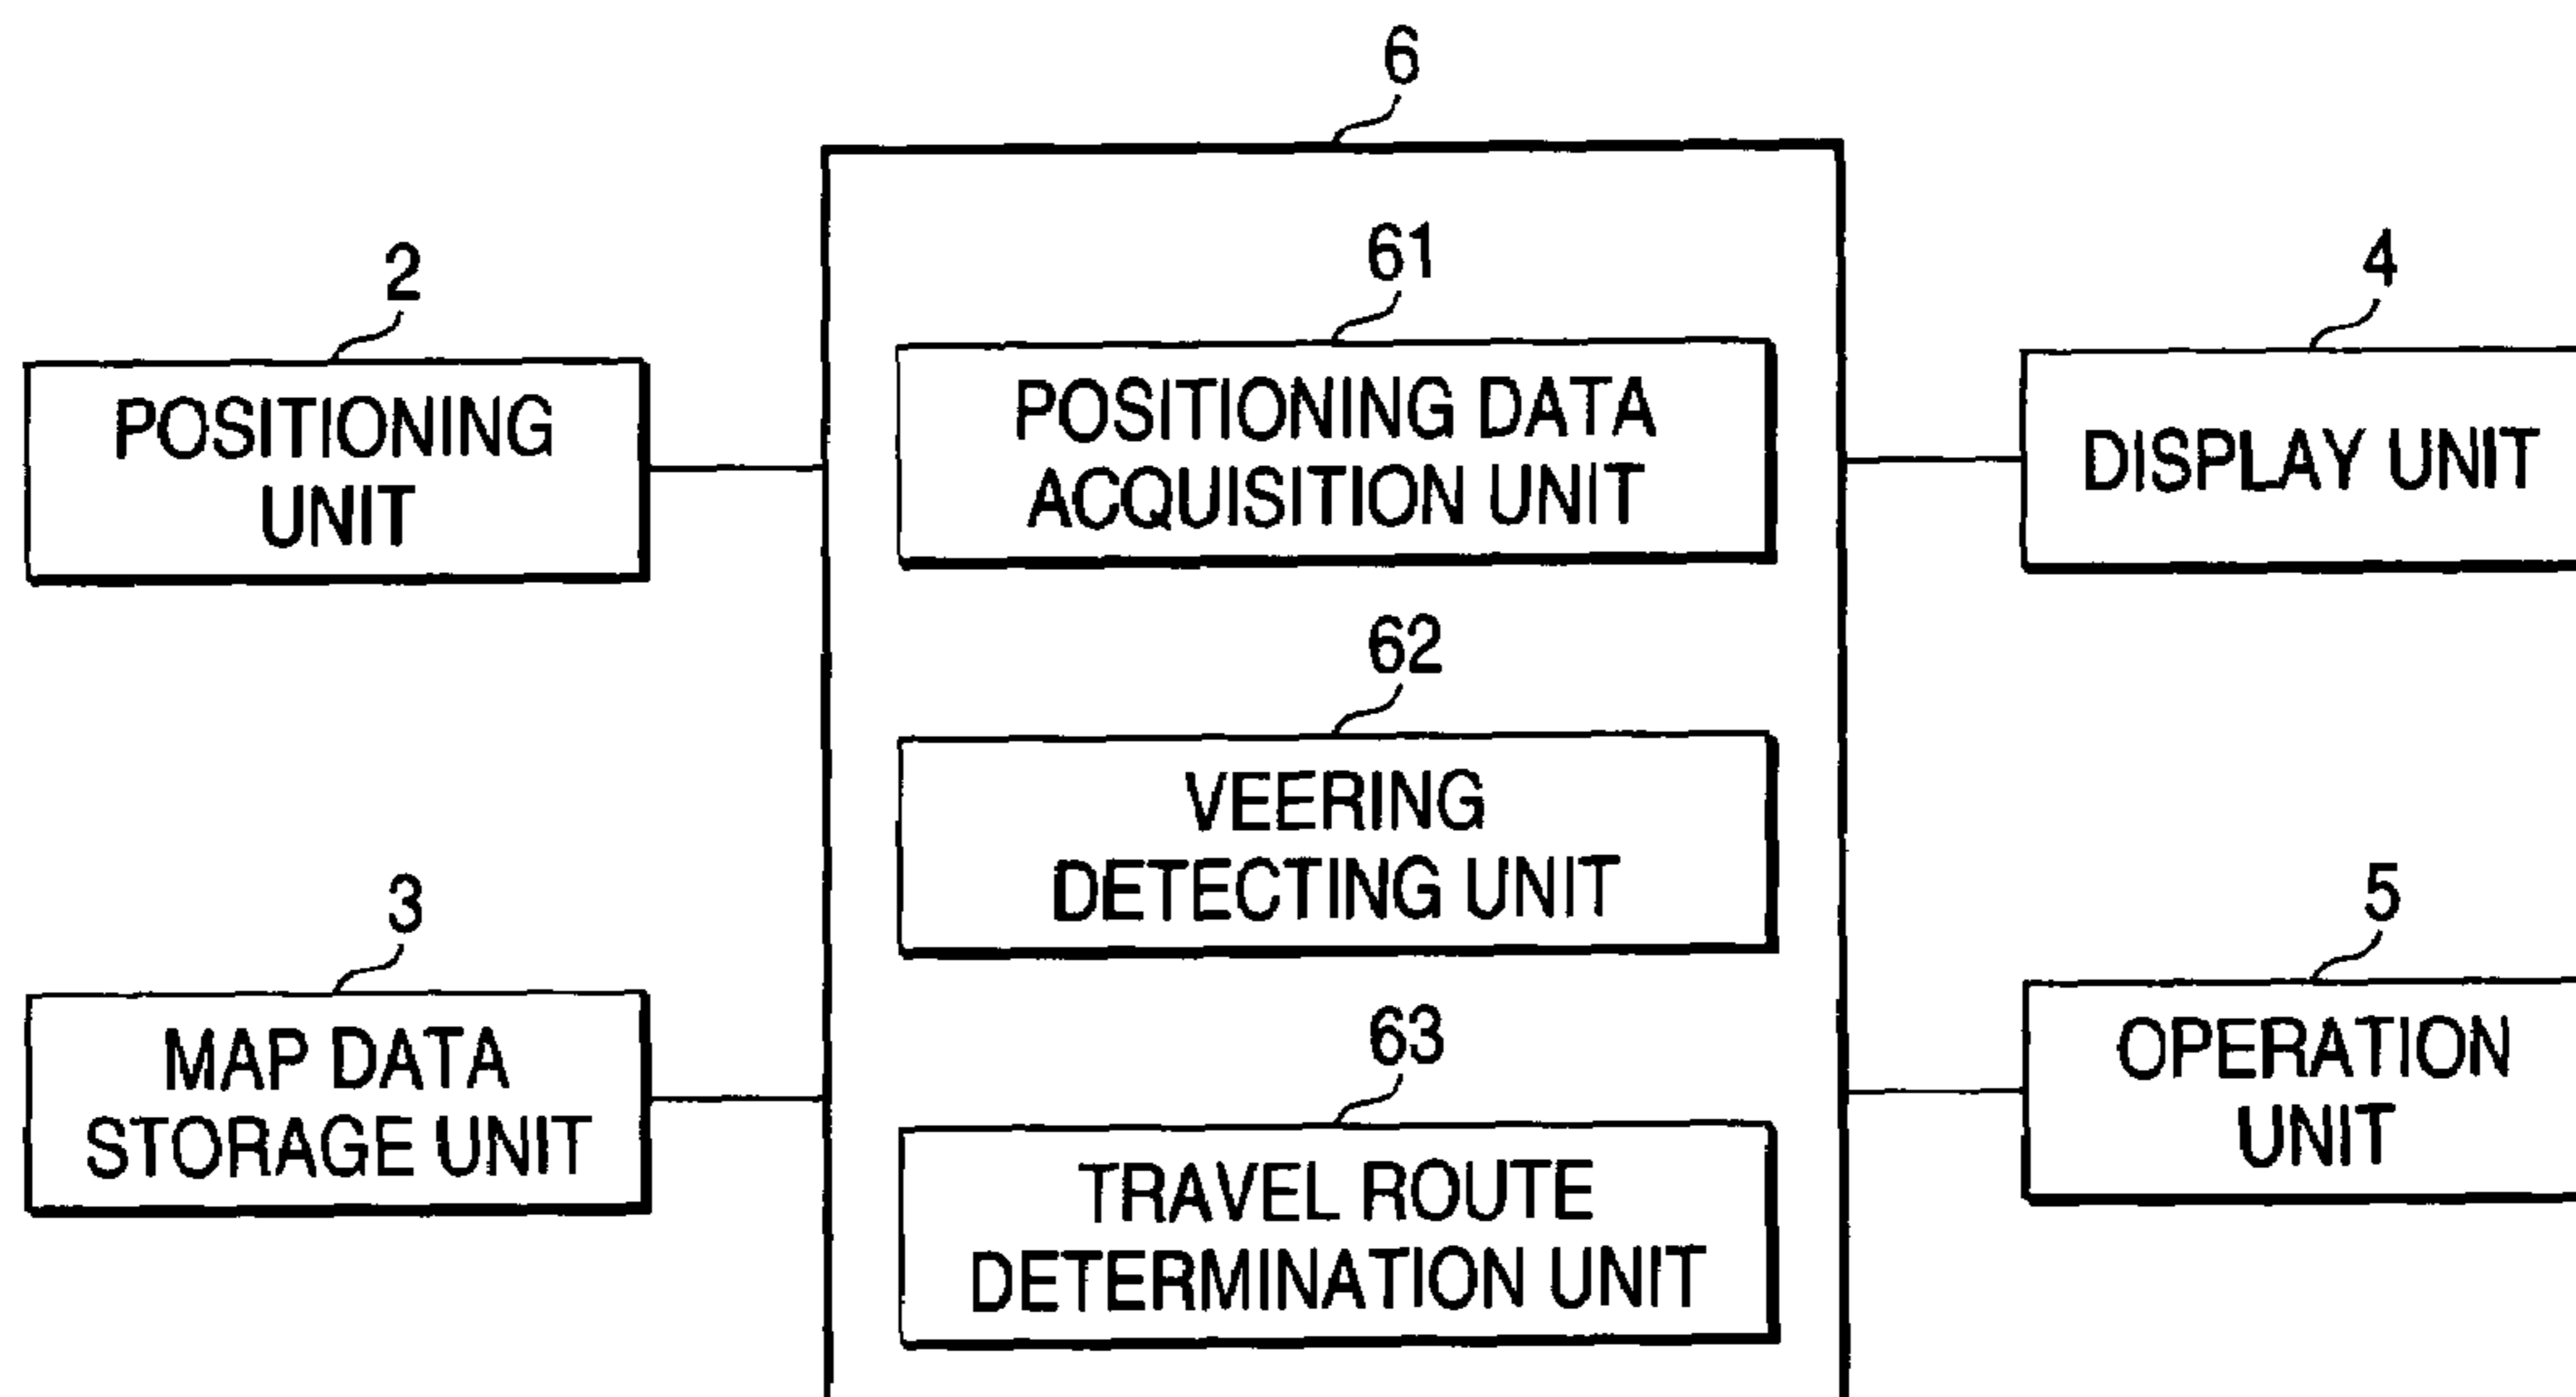 6
2
POSITIONING
UNIT
3
MAP DATA
STORAGE UNIT
61
POSITIONING DATA
ACQUISITION UNIT
62
VEERING
DETECTING UNIT
63
TRAVEL ROUTE
DETERMINATION UNIT
4
DISPLAY UNIT
5
OPERATION
UNIT